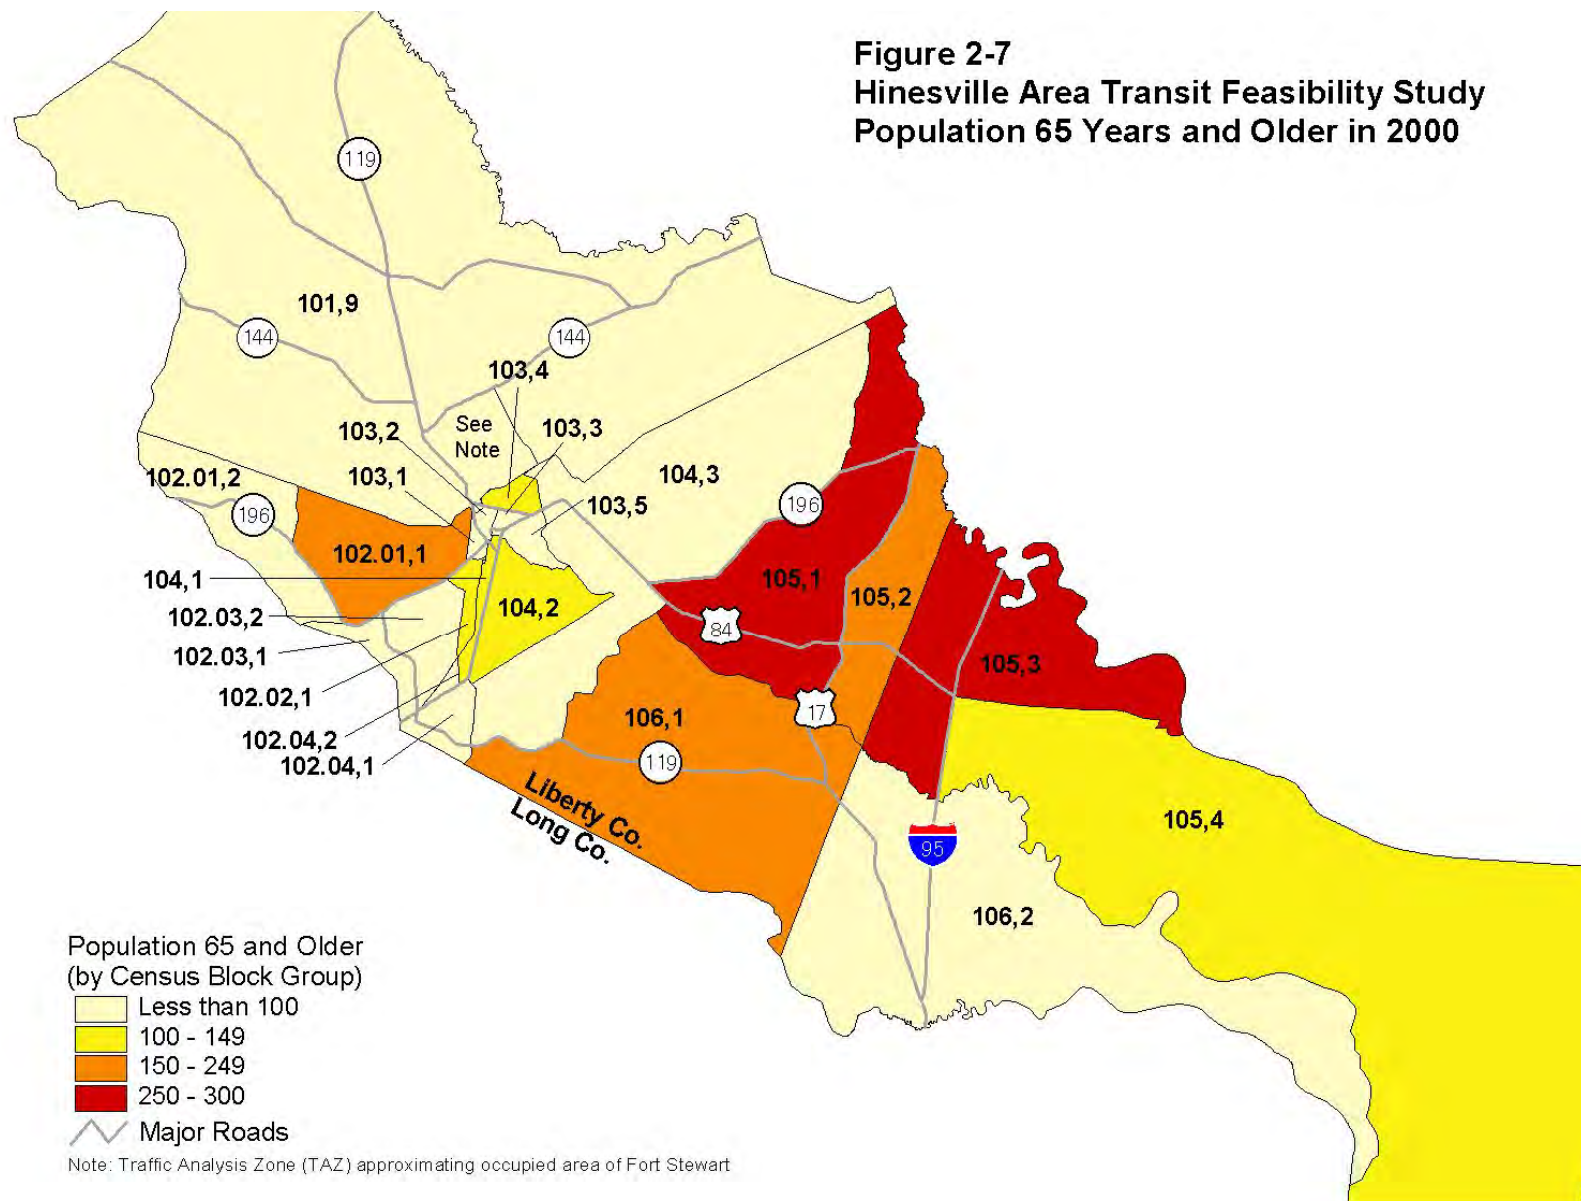 Figure 2-7
Hinesville Area Transit Feasibility Study
Population 65 Years and Older in 2000
119
101,9
144
144
103,4
103,2
See
Note
103,3
102.01,2
103,1
104,3
196
103,5
196
102.01,1
104,1
105,1
102.03,2
104,2
105,2
84
102.03,1
105,3
102.02,1
17
106,1
102.04,2
102.04,1
119
Liberty Co.
Long Co.
105,4
95
106,2
Population 65 and Older
(by Census Block Group)
Less than 100
100 - 149
150 - 249
250 - 300
Major Roads
Note: Traffic Analysis Zone (TAZ) approximating occupied area of Fort Stewart